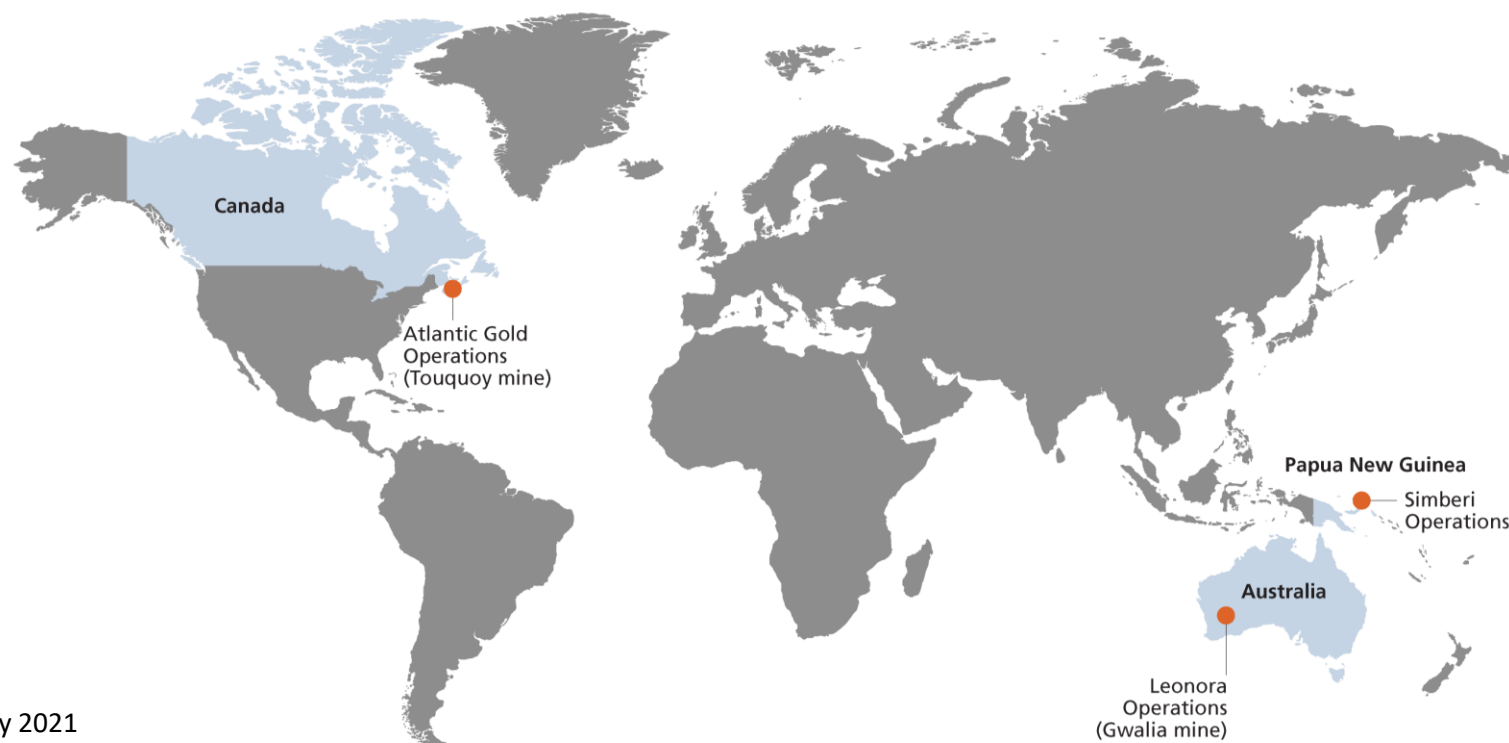 Canada
Atlantic Gold
Operations
(Touquoy mine)
Papua New Guinea
Simberi
Operations
Australia
Leonora
Operations
(Gwalia mine)
y 2021